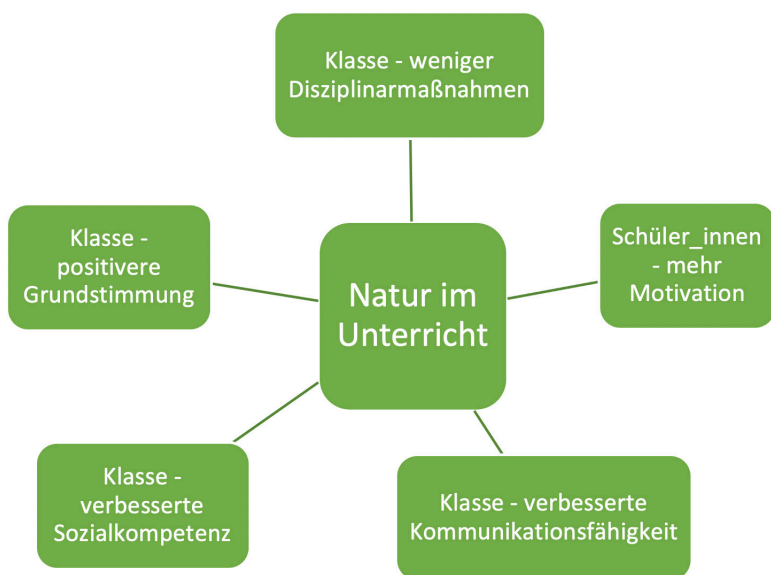 Klasse - weniger
Disziplinarmaßnahmen
Klasse -
positivere
Grundstimmung
Schüler_innen
- mehr
Motivation
Natur im
Unterricht
Klasse -
verbesserte
Sozialkompetenz
Klasse - verbesserte
Kommunikationsfähigkeit